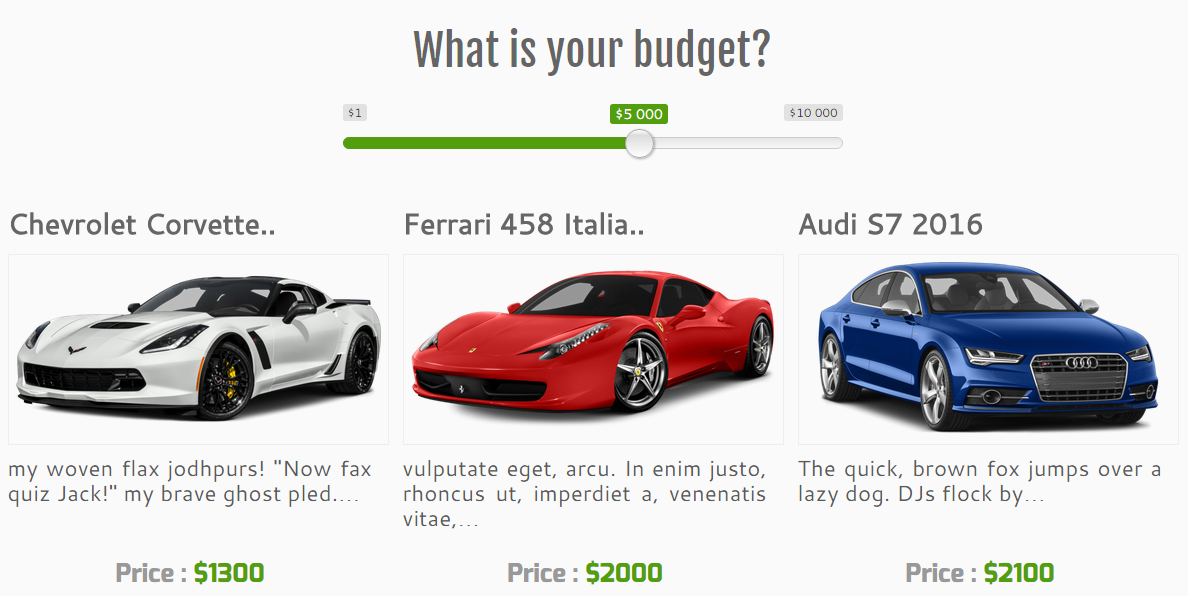 What is your budget?
$1
$5 000
$10 000
Chevrolet Corvette..
Ferrari 458 Italia..
Audi S7 2016
my woven flax jodhpurs! "Now fax
quiz Jack!" my brave ghost pled....
vulputate eget, arcu. In enim justo,
rhoncus ut, imperdiet a, venenatis
vitae,...
The quick, brown fox jumps over a
lazy dog. DJs flock by...
Price : $1300
Price : $2000
Price : $2100